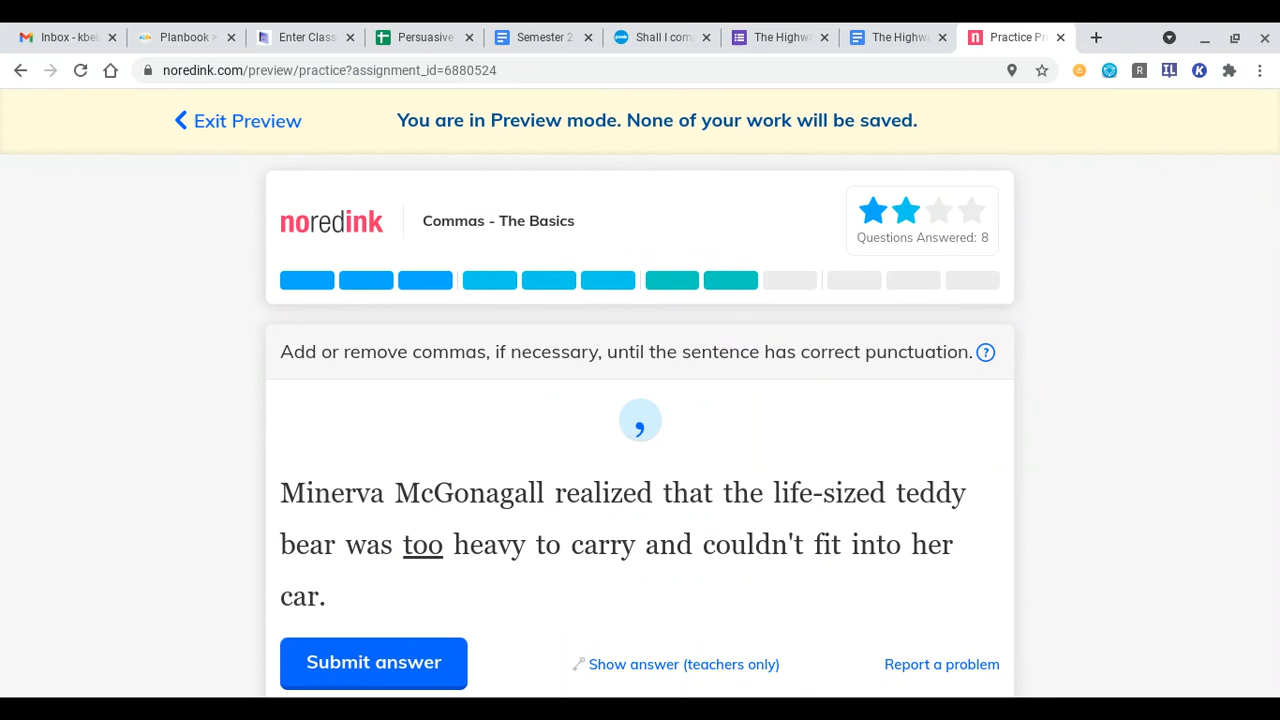 Inbox - kbel
Planbook >
Enter Class
Persuasive
Semester 2
Shall I com
The Highwa
The Highwa
Practice Pr
noredink.com/preview/practice?assignment_id=6880524
R
IL
K
Exit Preview
You are in Preview mode. None of your work will be saved.
noredink
Commas - The Basics
Questions Answered: 8
Add or remove commas, if necessary, until the sentence has correct punctuation. ?
,
Minerva McGonagall realized that the life-sized teddy
bear was too heavy to carry and couldn't fit into her
car.
Submit answer
Show answer (teachers only)
Report a problem